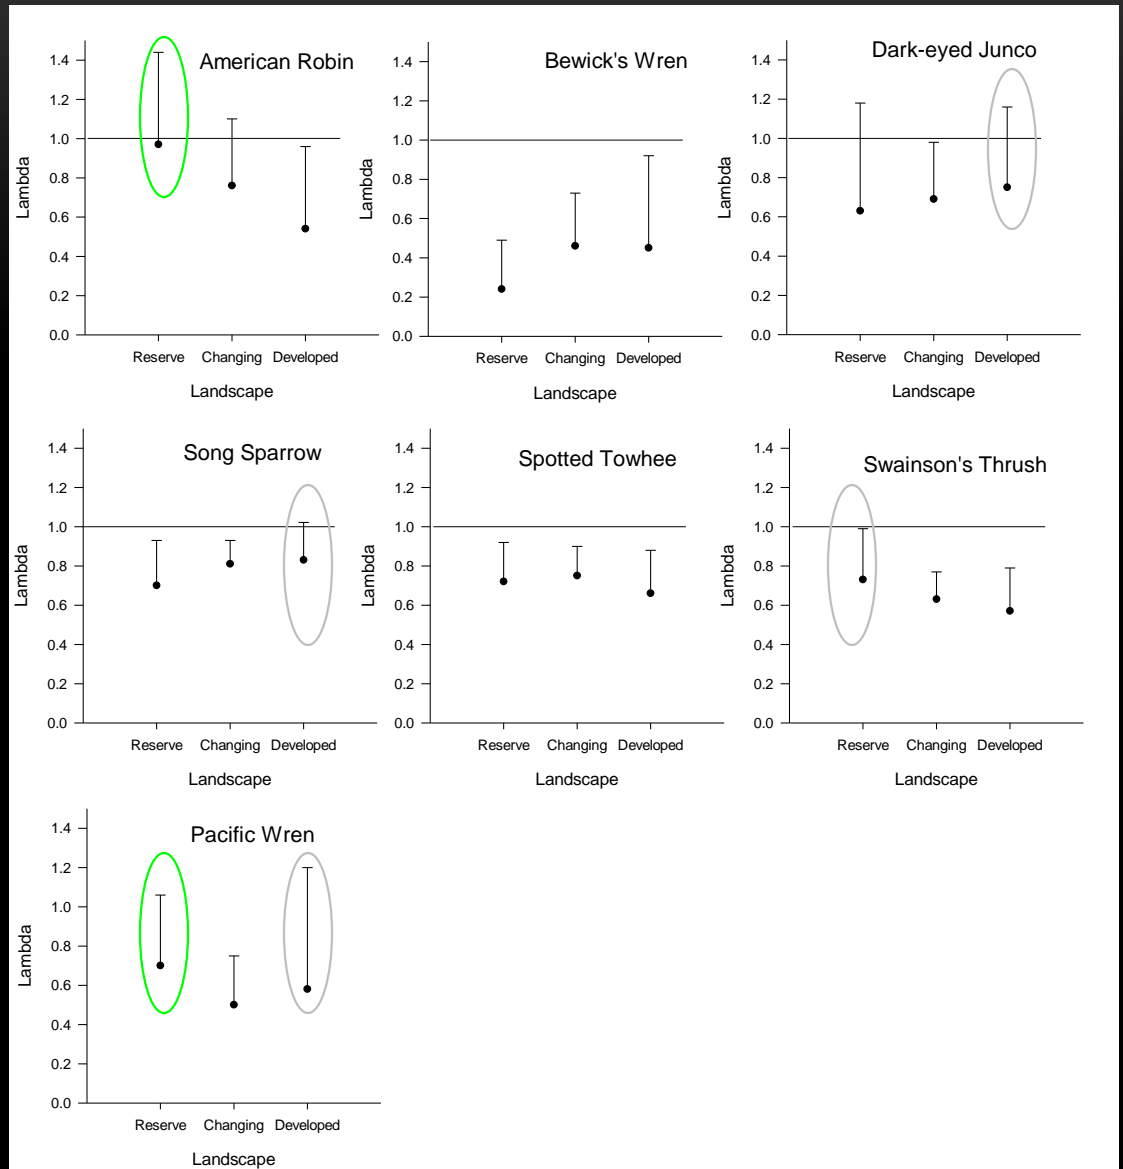 American Robin
1.4
1.2
1.0
0.8
0.6
0.4
0.2
0.0
Lambda
Reserve Changing Developed
Landscape
Bewick's Wren
1.4
1.2
1.0
0.8
0.6
0.4
0.2
0.0
Lambda
Reserve Changing Developed
Landscape
Dark-eyed Junco
1.4
1.2
1.0
0.8
0.6
0.4
0.2
0.0
Lambda
Reserve Changing Developed
Landscape
Song Sparrow
1.4
1.2
1.0
0.8
0.6
0.4
0.2
0.0
Lambda
Reserve Changing Developed
Landscape
Spotted Towhee
1.4
1.2
1.0
0.8
0.6
0.4
0.2
0.0
Lambda
Reserve Changing Developed
Landscape
Swainson's Thrush
1.4
1.2
1.0
0.8
0.6
0.4
0.2
0.0
Lambda
Reserve Changing Developed
Landscape
Pacific Wren
1.4
1.2
1.0
0.8
0.6
0.4
0.2
0.0
Lambda
Reserve Changing Developed
Landscape